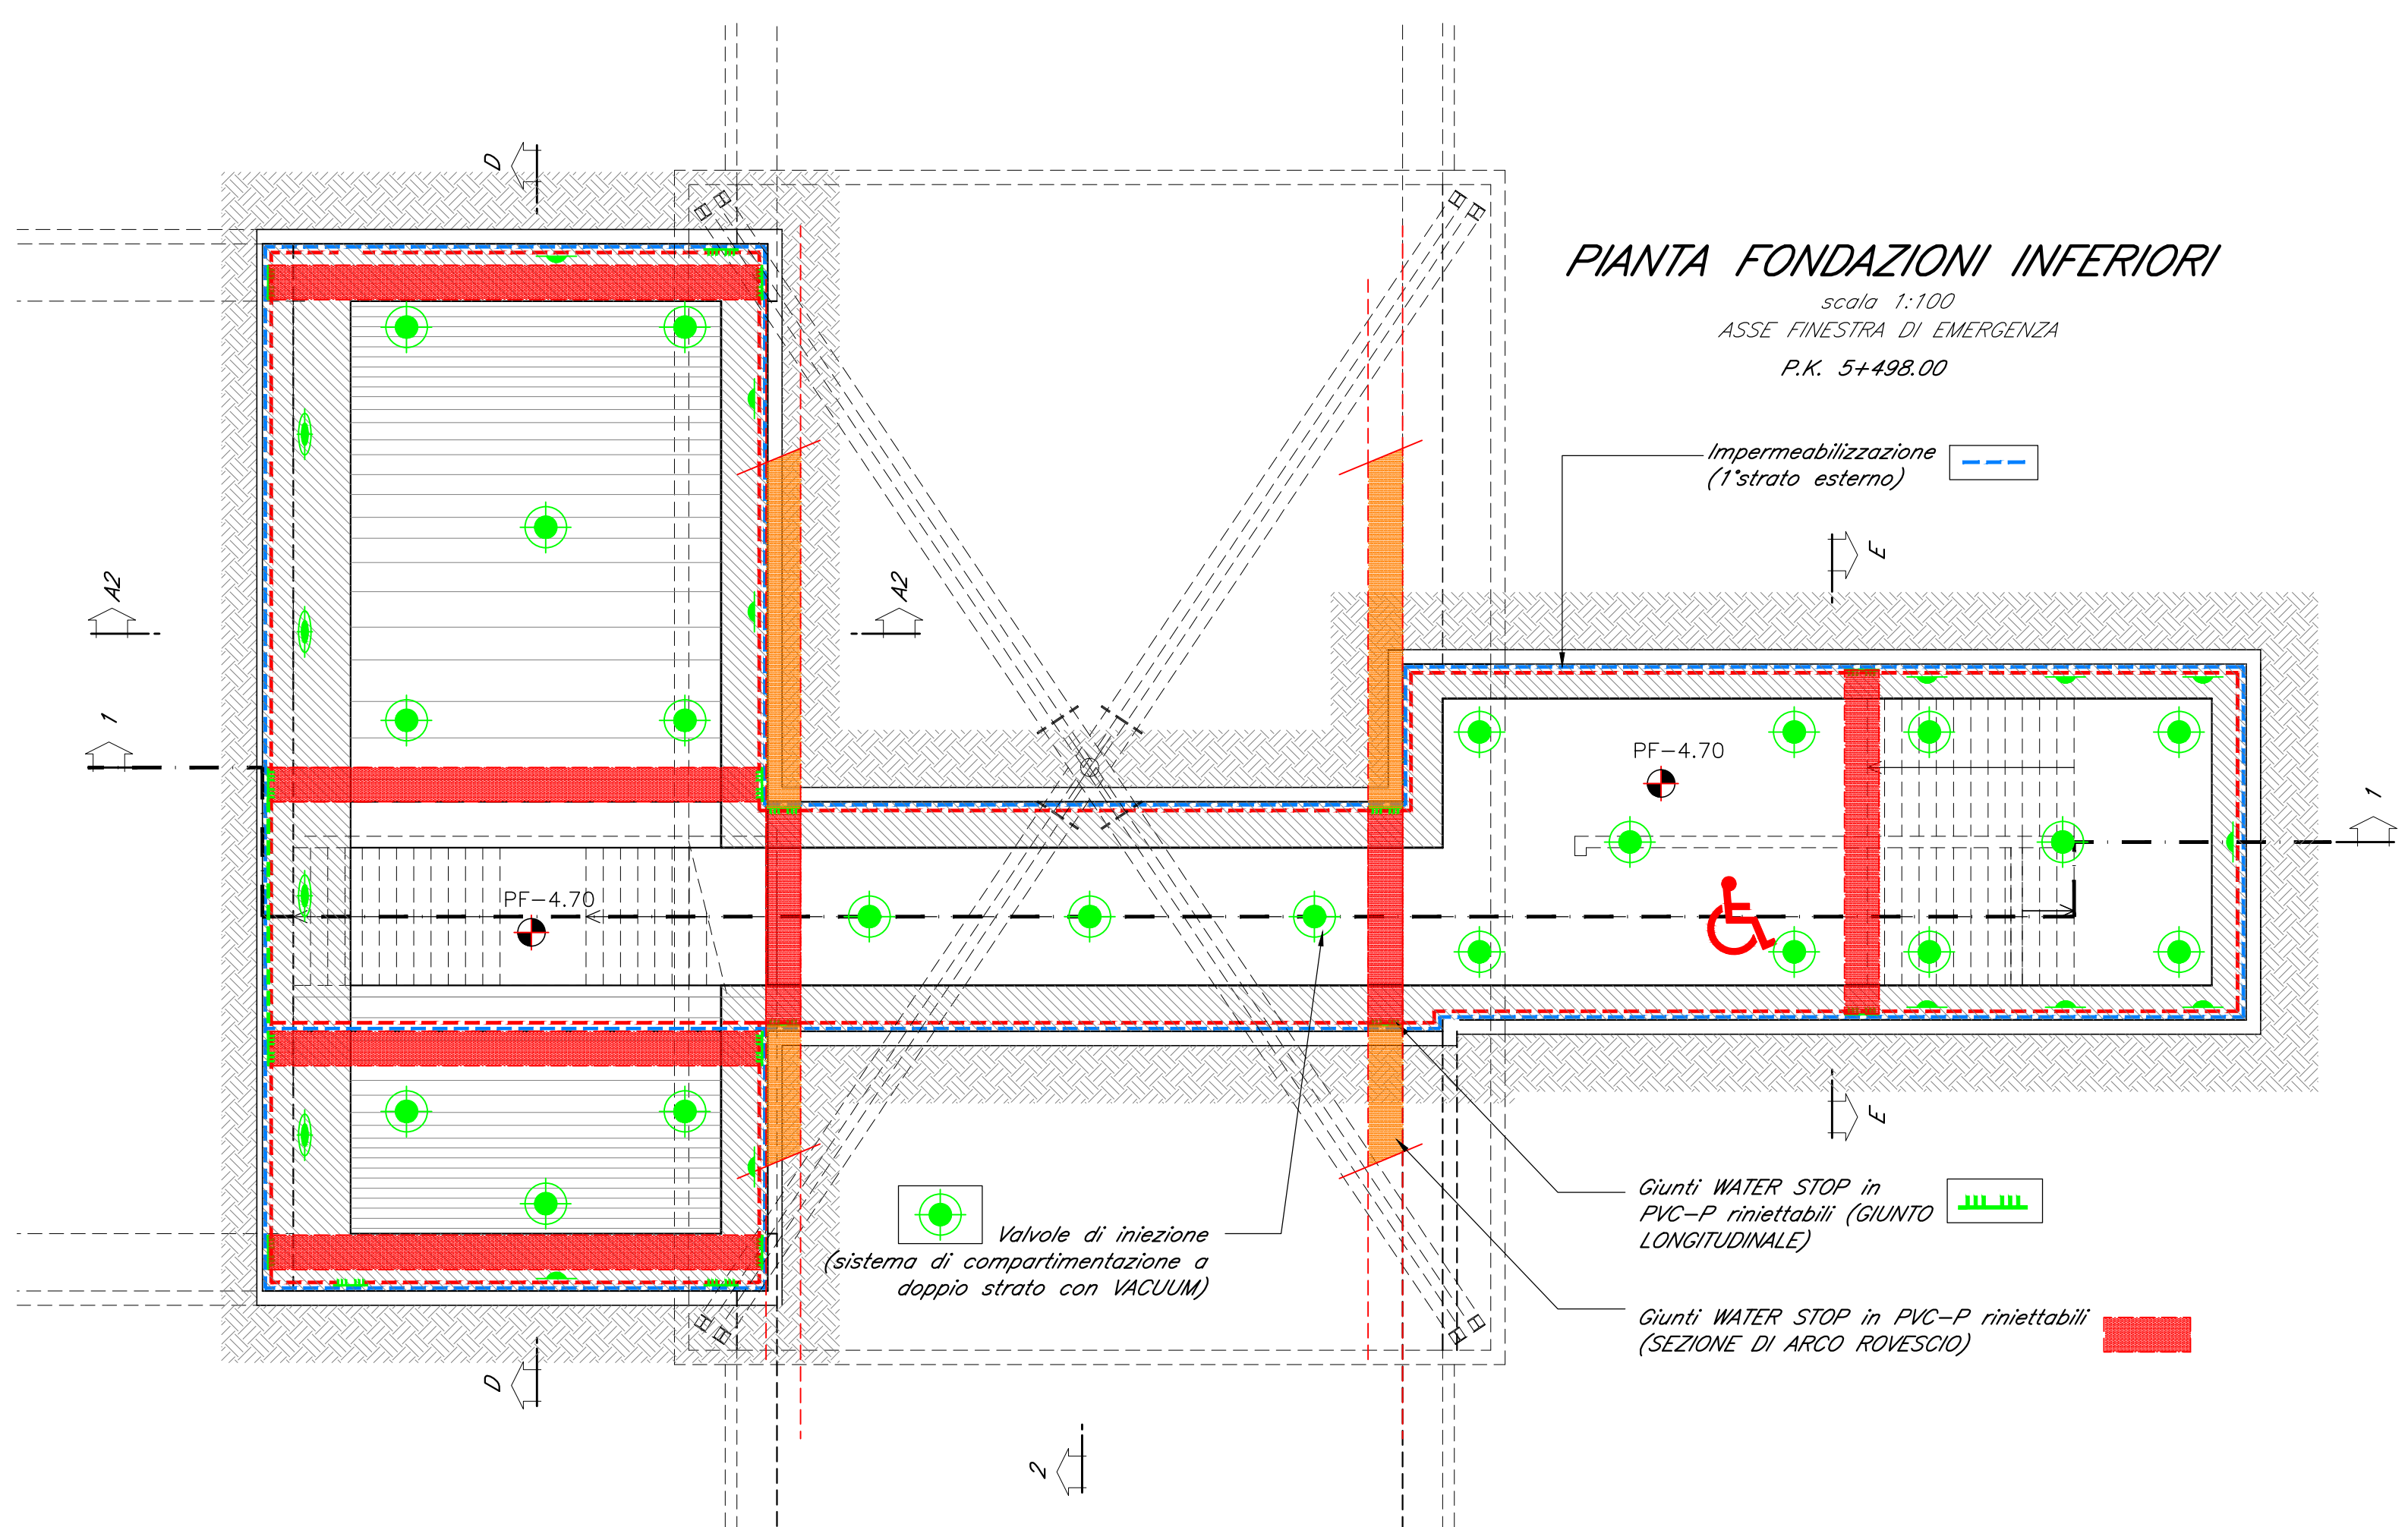 D
PIANTA FONDAZIONI INFERIORI
scala 1:100
ASSE FINESTRA DI EMERGENZA
P.K. 5+498.00
Impermeabilizzazione
(1°strato esterno)
E
A2
A2
1
PF-4.70
1
PF-4.70
E
Giunti WATER STOP in
PVC-P riniettabili (GIUNTO
LONGITUDINALE)
Valvole di iniezione
(sistema di compartimentazione a
doppio strato con VACUUM)
Giunti WATER STOP in PVC-P riniettabili
(SEZIONE DI ARCO ROVESCIO)
D
2